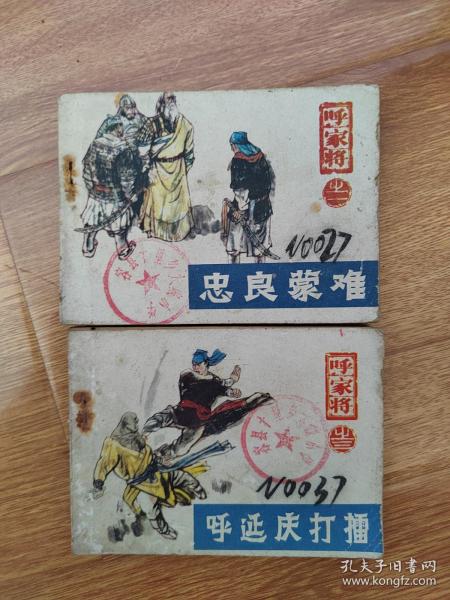 呼家将
之二
N0027
忠良蒙难
呼家将
之三
N0037
呼延庆打擂
孔夫子旧书网
www.kongfz.com